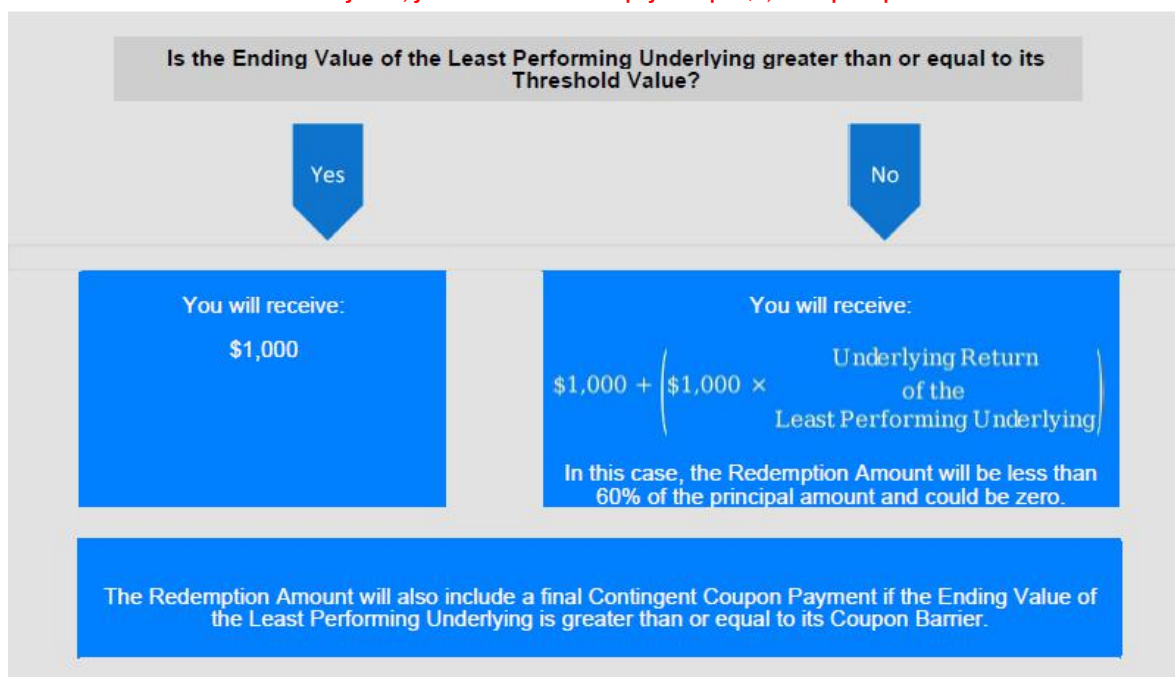 Is the Ending Value of the Least Performing Underlying greater than or equal to its
Threshold Value?
Yes
No
You will receive:
$1,000
You will receive:
$1,000 + ($1,000 × Underlying Return
of the
Least Performing Underlying)
In this case, the Redemption Amount will be less than
60% of the principal amount and could be zero.
The Redemption Amount will also include a final Contingent Coupon Payment if the Ending Value of
the Least Performing Underlying is greater than or equal to its Coupon Barrier.